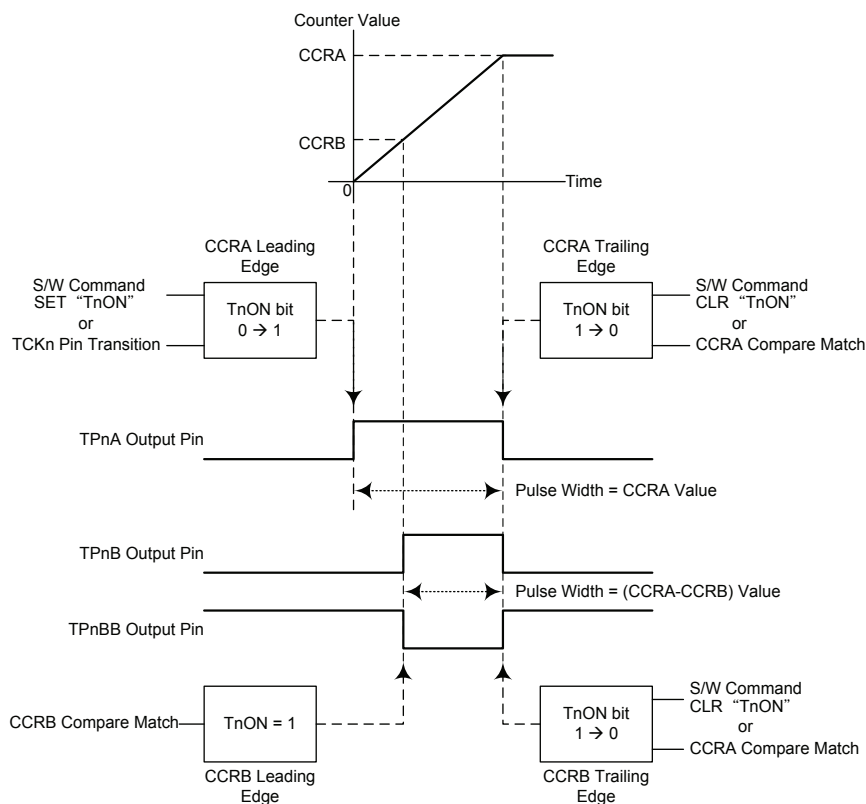 Counter Value
CCRA
CCRB
0
Time
CCRA Leading
Edge
CCRA Trailing
Edge
S/W Command
SET “TnON”
or
TCKn Pin Transition
TnON bit
0 → 1
TnON bit
1 → 0
S/W Command
CLR “TnON”
or
CCRA Compare Match
TPnA Output Pin
Pulse Width = CCRA Value
TPnB Output Pin
Pulse Width = (CCRA-CCRB) Value
TPnBB Output Pin
CCRB Compare Match
TnON = 1
CCRB Leading
Edge
TnON bit
1 → 0
S/W Command
CLR “TnON”
or
CCRA Compare Match
CCRB Trailing
Edge